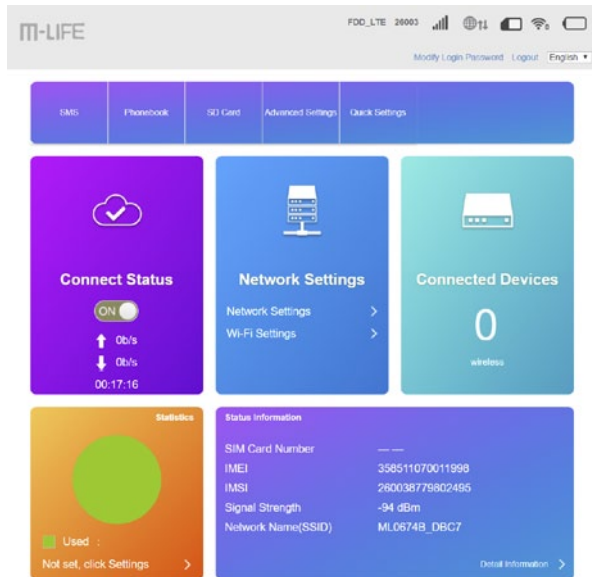 M-LIFE
FDD_LTE 26003
Modify Login Password Logout English
SMS Phonebook SD Card Advanced Settings Quick Settings
Connect Status
ON
0b/s
0b/s
00:17:16
Network Settings
Network Settings >
Wi-Fi Settings >
Connected Devices
0
wireless
Statistics
Used :
Not set, click Settings >
Status Information
SIM Card Number — —
IMEI 358511070011998
IMSI 260038779802495
Signal Strength -94 dBm
Network Name(SSID) ML0674B_DBC7
Detail Information >